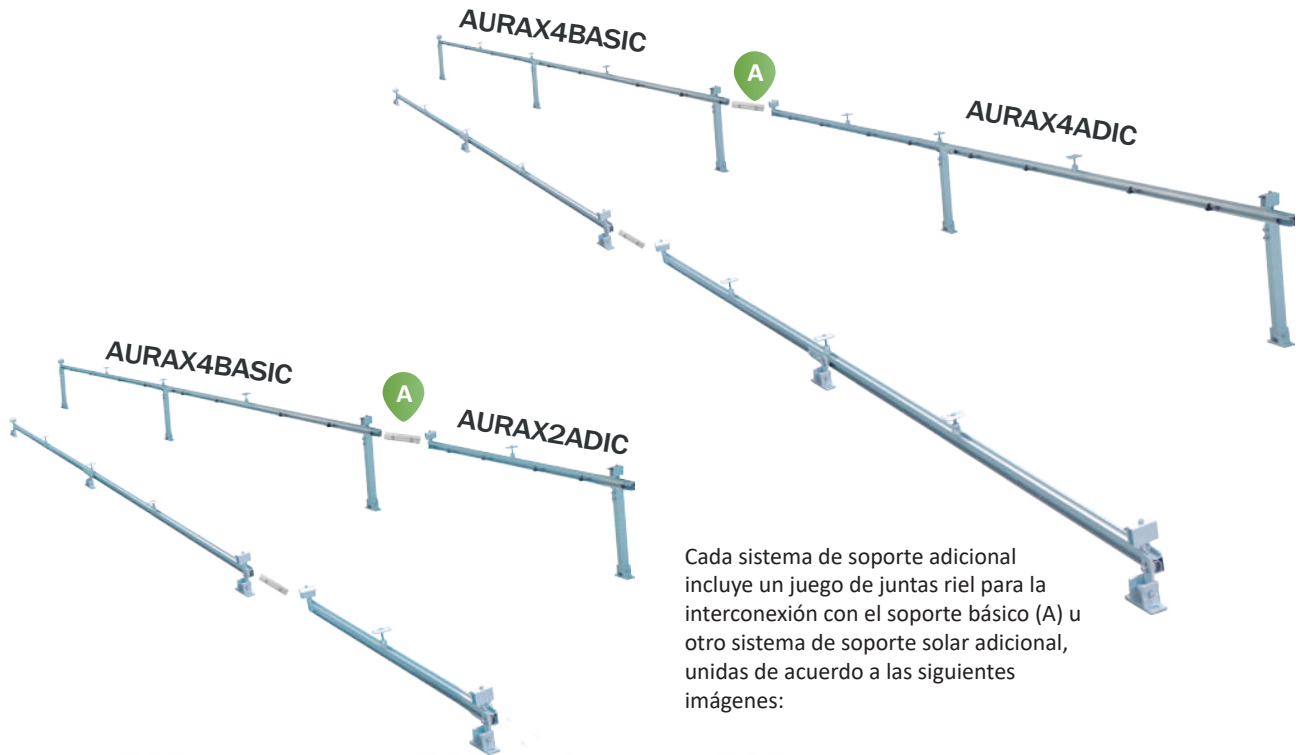 AURAX4BASIC
A
AURAX4ADIC
AURAX4BASIC
A
AURAX2ADIC
Cada sistema de soporte adicional
incluye un juego de juntas riel para la
interconexión con el soporte básico (A) u
otro sistema de soporte solar adicional,
unidas de acuerdo a las siguientes
imágenes: